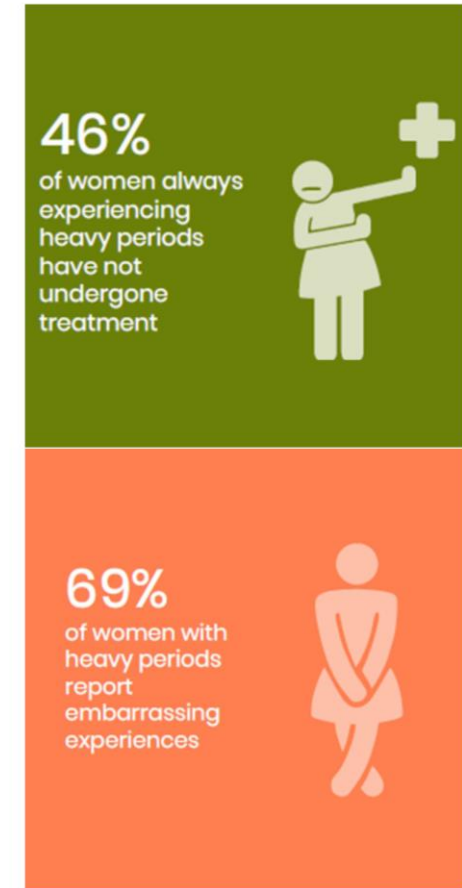 46%
of women always
experiencing
heavy periods
have not
undergone
treatment
69%
of women with
heavy periods
report
embarrassing
experiences